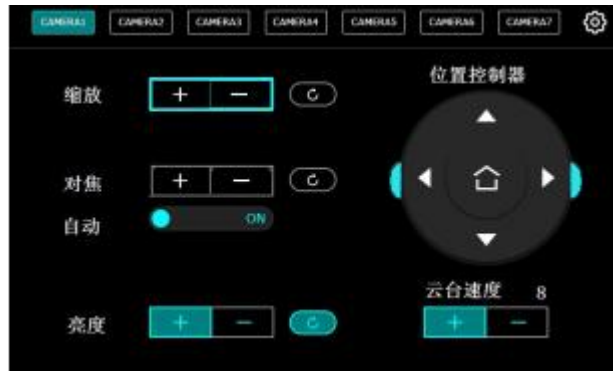 CAMERA1 CAMERA2 CAMERA3 CAMERA4 CAMERA5 CAMERA6 CAMERA7
位置控制器
缩放 + −
对焦 + −
自动 ON
云台速度 8
亮度 + − + −